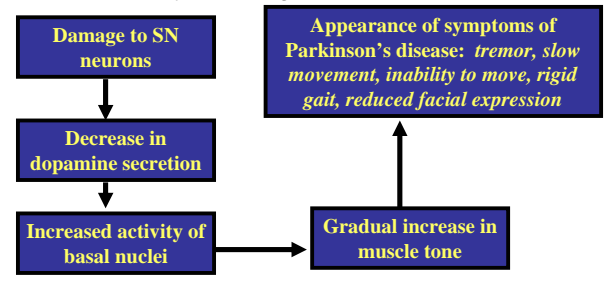 Damage to SN
neurons
Decrease in
dopamine secretion
Increased activity of
basal nuclei
Gradual increase in
muscle tone
Appearance of symptoms of
Parkinson's disease: tremor, slow
movement, inability to move, rigid
gait, reduced facial expression